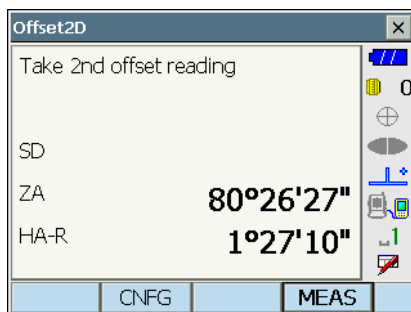 Offset2D
Take 2nd offset reading
0
SD
ZA 80°26'27"
HA-R 1°27'10"
1
CNFG MEAS